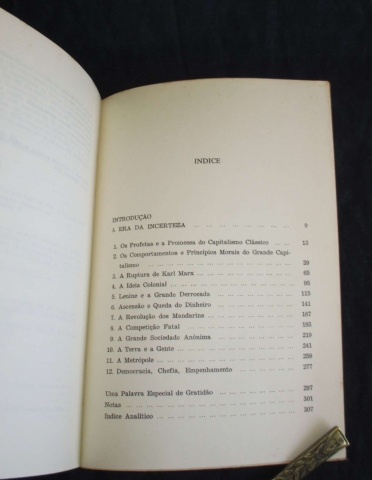 INDICE
INTRODUÇÃO
A ERA DA INCERTEZA ... 9
1. Os Profetas e a Promessa do Capitalismo Clássico ... 13
2. Os Comportamentos e Princípios Morais do Grande Capi-
talismo ... 39
3. A Ruptura de Karl Marx ... 65
4. A Ideia Colonial ... 95
5. Lenine e a Grande Derrocada ... 115
6. Ascensão e Queda do Dinheiro ... 141
7. A Revolução dos Mandarins ... 167
8. A Competição Fatal ... 193
9. A Grande Sociedade Anónima ... 219
10. A Terra e a Gente ... 241
11. A Metrópole ... 259
12. Democracia, Chefia, Empenhamento ... 277
Uma Palavra Especial de Gratidão ... 297
Notas ... 301
Indice Analítico ... 307